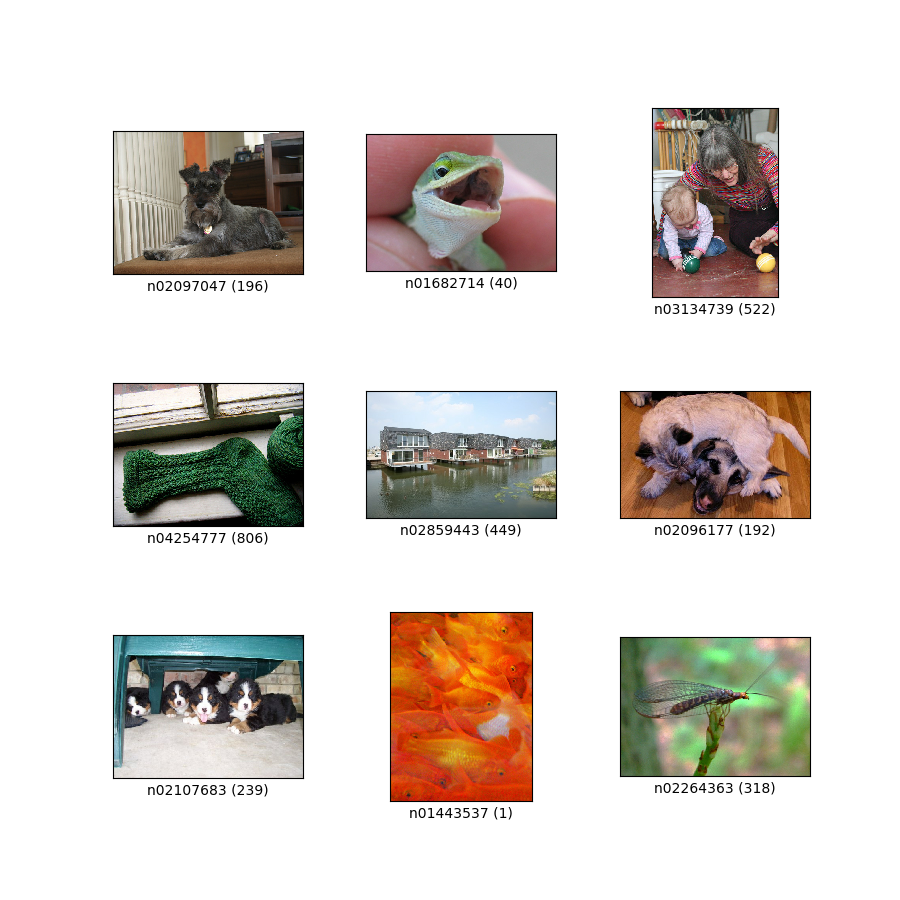 n02097047 (196)
n01682714 (40)
n03134739 (522)
n04254777 (806)
n02859443 (449)
n02096177 (192)
n02107683 (239)
n01443537 (1)
n02264363 (318)